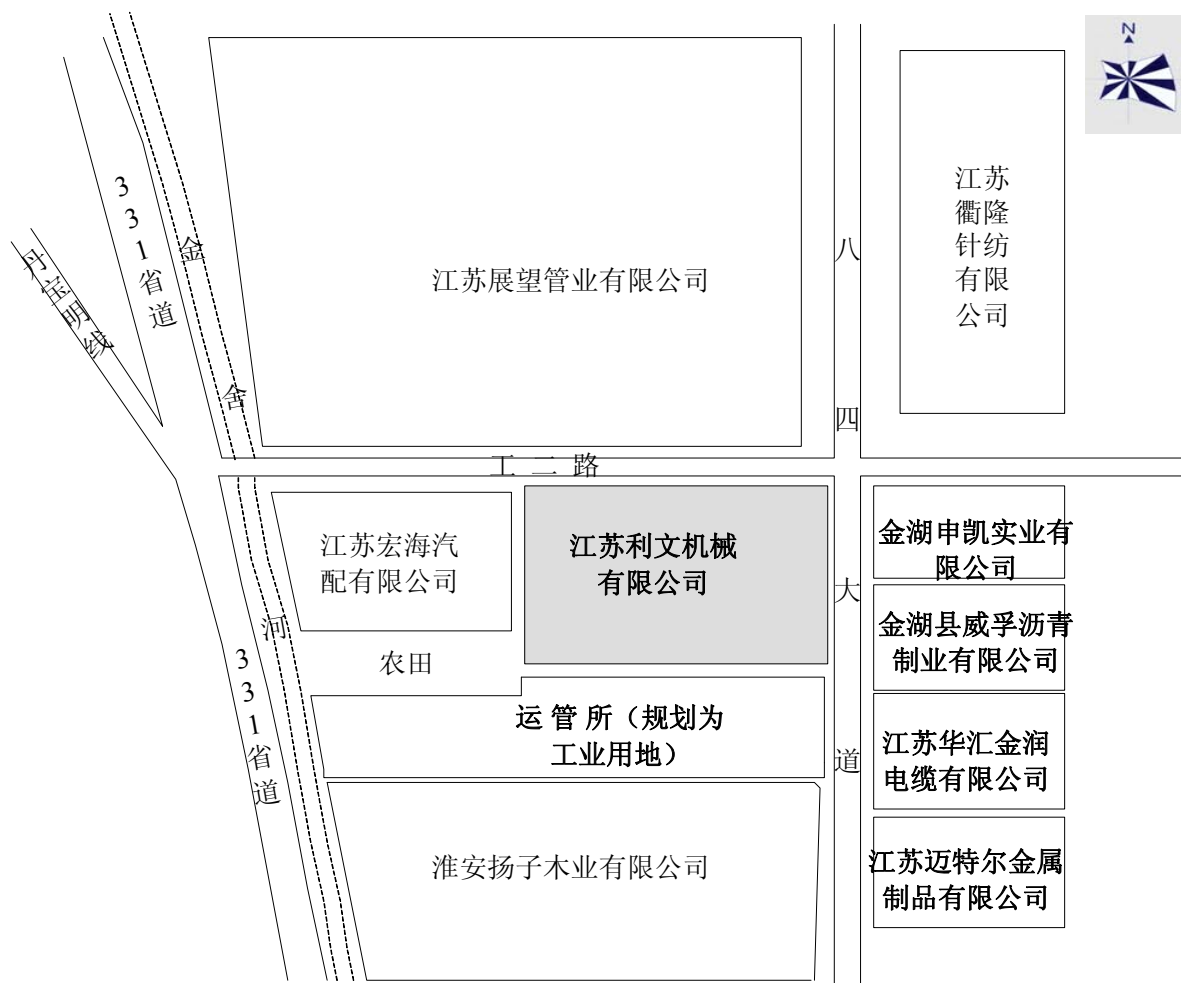 N
331省道
丹宝明线
金舍河
江苏展望管业有限公司
八四大道
江苏
衢隆
针纺
有限
公司
工二路
江苏宏海汽
配有限公司
江苏利文机械
有限公司
金湖申凯实业有
限公司
金湖县威孚沥青
制业有限公司
农田
331省道
运管所（规划为
工业用地）
江苏华汇金润
电缆有限公司
淮安扬子木业有限公司
江苏迈特尔金属
制品有限公司